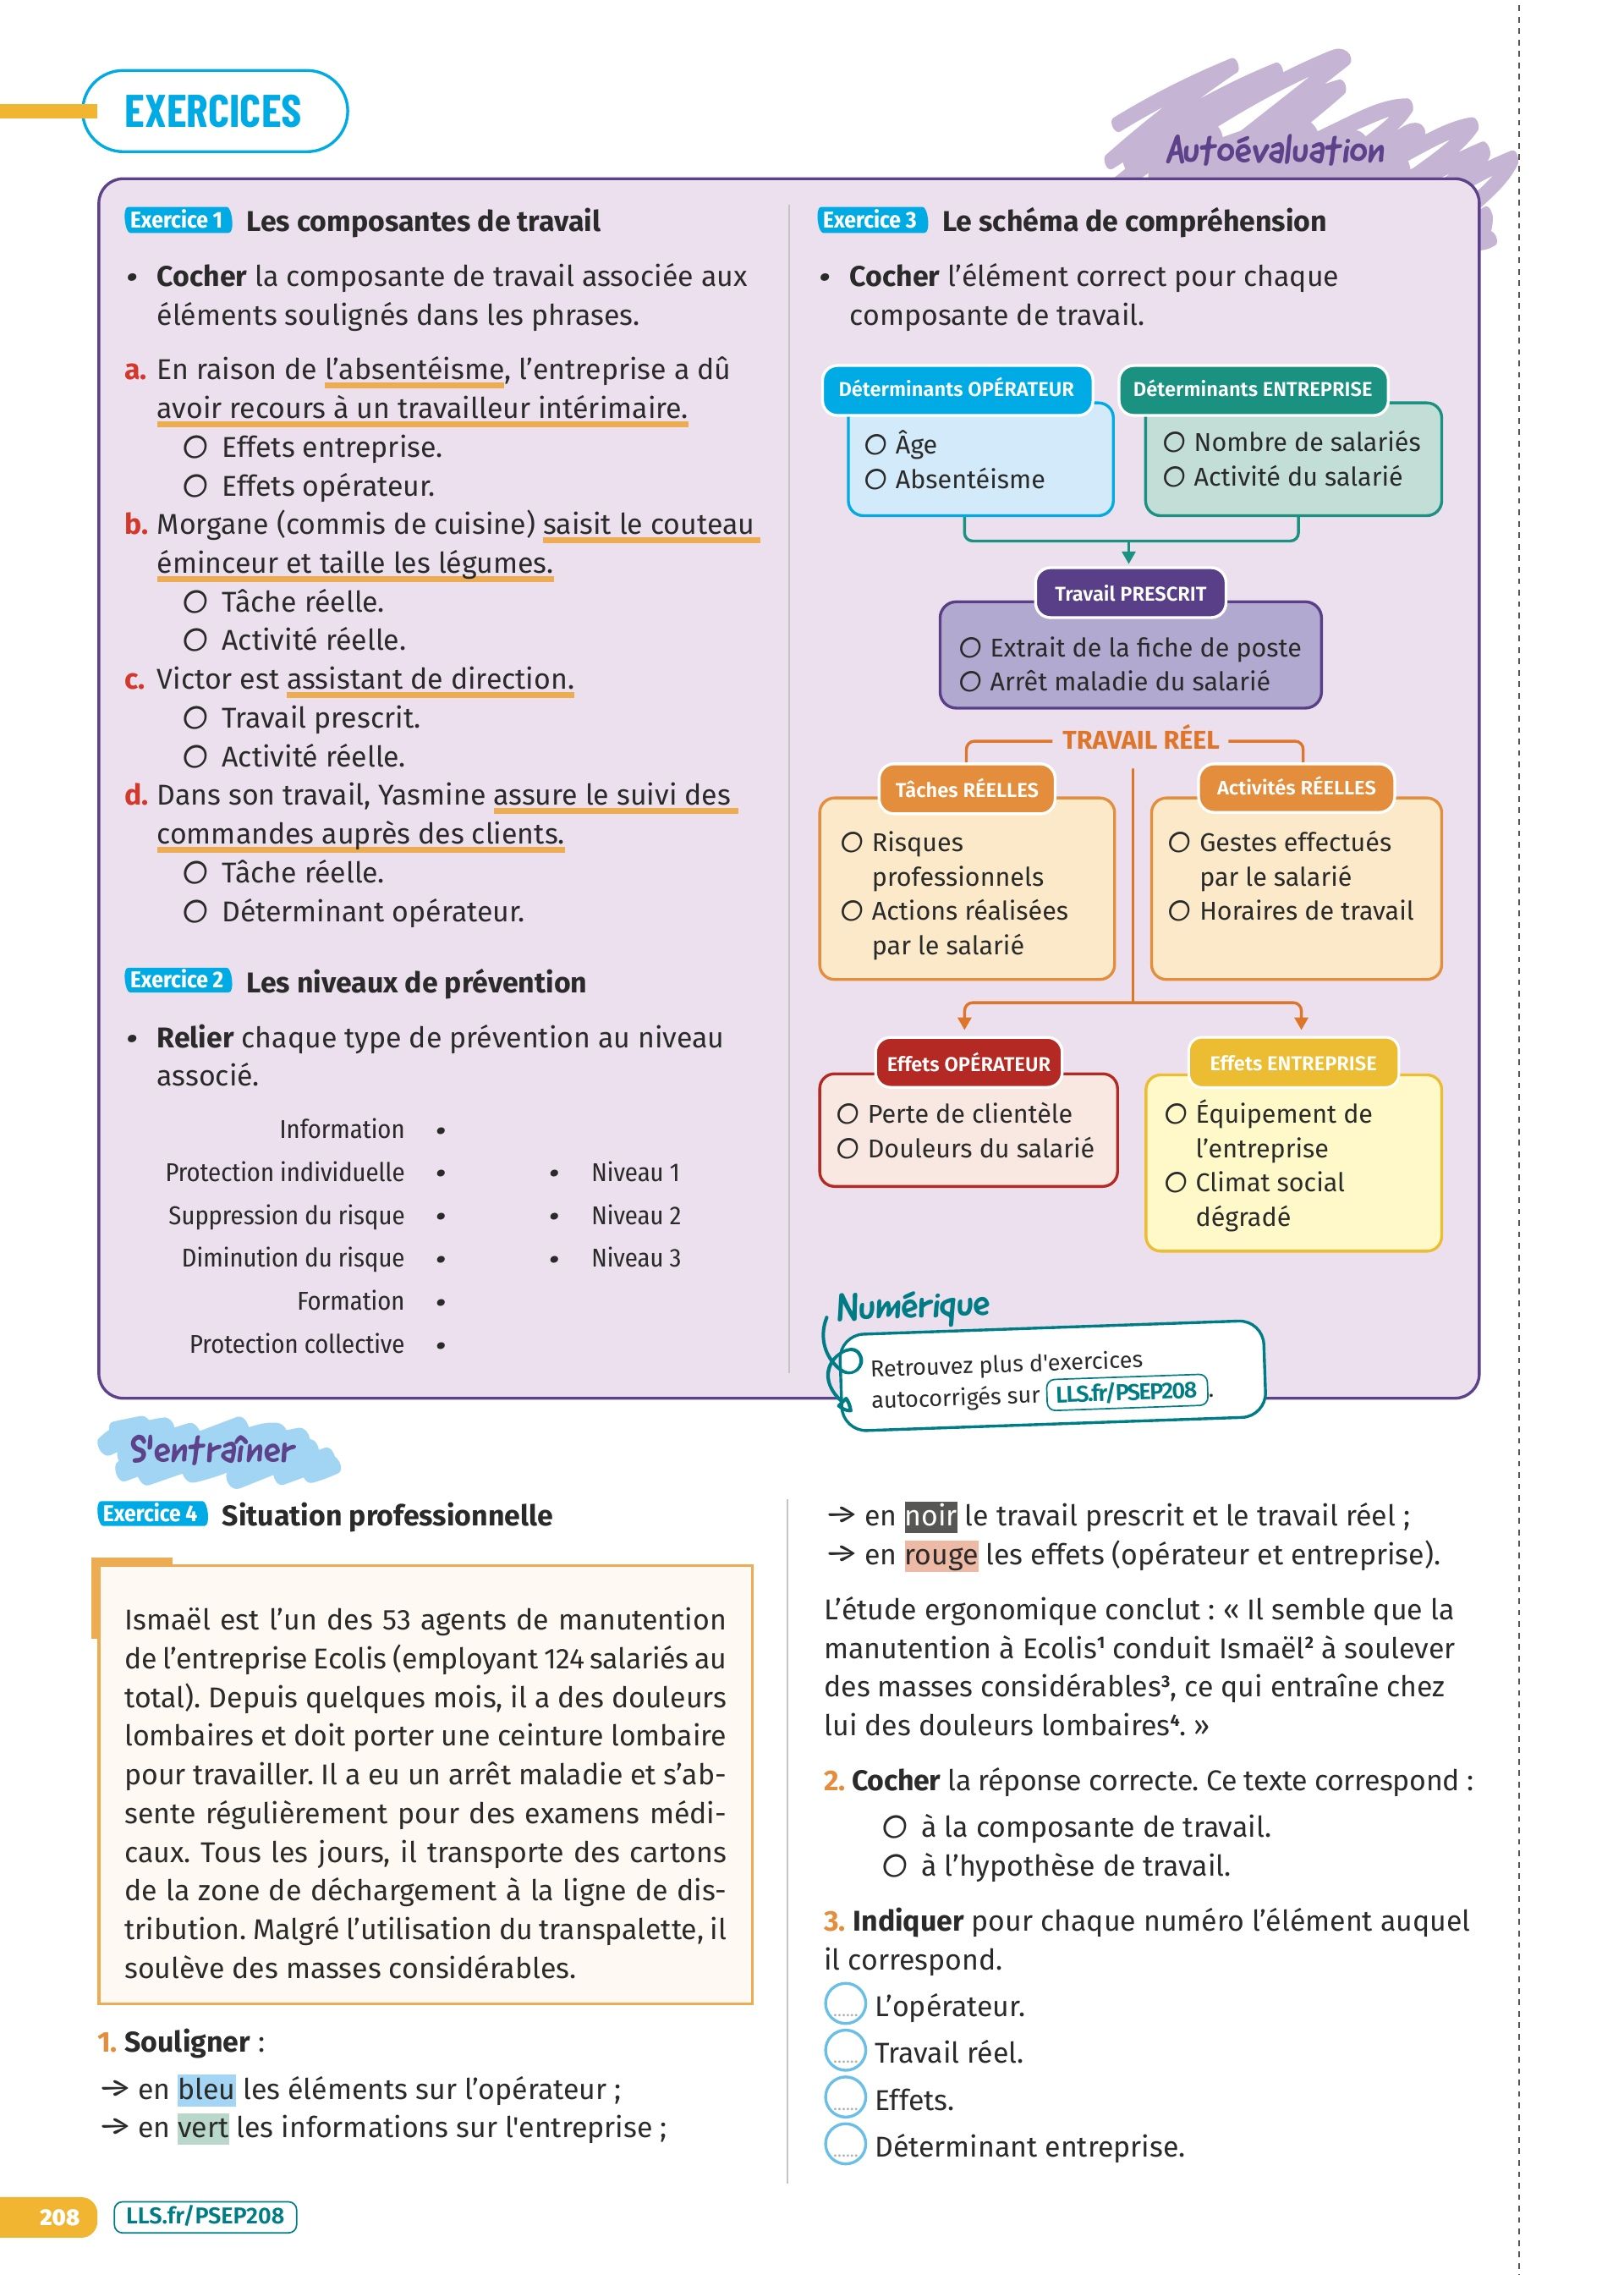 EXERCICES
Autoévaluation
Exercice 1 Les composantes de travail
• Cocher la composante de travail associée aux
éléments soulignés dans les phrases.
a. En raison de l’absentéisme, l’entreprise a dû
avoir recours à un travailleur intérimaire.
Effets entreprise.
Effets opérateur.
b. Morgane (commis de cuisine) saisit le couteau
éminceur et taille les légumes.
Tâche réelle.
Activité réelle.
c. Victor est assistant de direction.
Travail prescrit.
Activité réelle.
d. Dans son travail, Yasmine assure le suivi des
commandes auprès des clients.
Tâche réelle.
Déterminant opérateur.
Exercice 2 Les niveaux de prévention
• Relier chaque type de prévention au niveau
associé.
Information •
Protection individuelle • • Niveau 1
Suppression du risque • • Niveau 2
Diminution du risque • • Niveau 3
Formation •
Protection collective •
Exercice 3 Le schéma de compréhension
• Cocher l’élément correct pour chaque
composante de travail.
Déterminants OPÉRATEUR
Âge
Absentéisme
Déterminants ENTREPRISE
Nombre de salariés
Activité du salarié
Travail PRESCRIT
Extrait de la fiche de poste
Arrêt maladie du salarié
TRAVAIL RÉEL
Tâches RÉELLES
Risques
professionnels
Actions réalisées
par le salarié
Activités RÉELLES
Gestes effectués
par le salarié
Horaires de travail
Effets OPÉRATEUR
Perte de clientèle
Douleurs du salarié
Effets ENTREPRISE
Équipement de
l’entreprise
Climat social
dégradé
Numérique
Retrouvez plus d'exercices
autocorrigés sur LLS.fr/PSEP208.
S'entraîner
Exercice 4 Situation professionnelle
Ismaël est l’un des 53 agents de manutention
de l’entreprise Ecolis (employant 124 salariés au
total). Depuis quelques mois, il a des douleurs
lombaires et doit porter une ceinture lombaire
pour travailler. Il a eu un arrêt maladie et s’ab-
sente régulièrement pour des examens médi-
caux. Tous les jours, il transporte des cartons
de la zone de déchargement à la ligne de dis-
tribution. Malgré l’utilisation du transpalette, il
soulève des masses considérables.
1. Souligner :
→ en bleu les éléments sur l’opérateur ;
→ en vert les informations sur l'entreprise ;
→ en noir le travail prescrit et le travail réel ;
→ en rouge les effets (opérateur et entreprise).
L’étude ergonomique conclut : « Il semble que la
manutention à Ecolis¹ conduit Ismaël² à soulever
des masses considérables³, ce qui entraîne chez
lui des douleurs lombaires⁴. »
2. Cocher la réponse correcte. Ce texte correspond :
à la composante de travail.
à l’hypothèse de travail.
3. Indiquer pour chaque numéro l’élément auquel
il correspond.
...... L’opérateur.
...... Travail réel.
...... Effets.
...... Déterminant entreprise.
208 LLS.fr/PSEP208